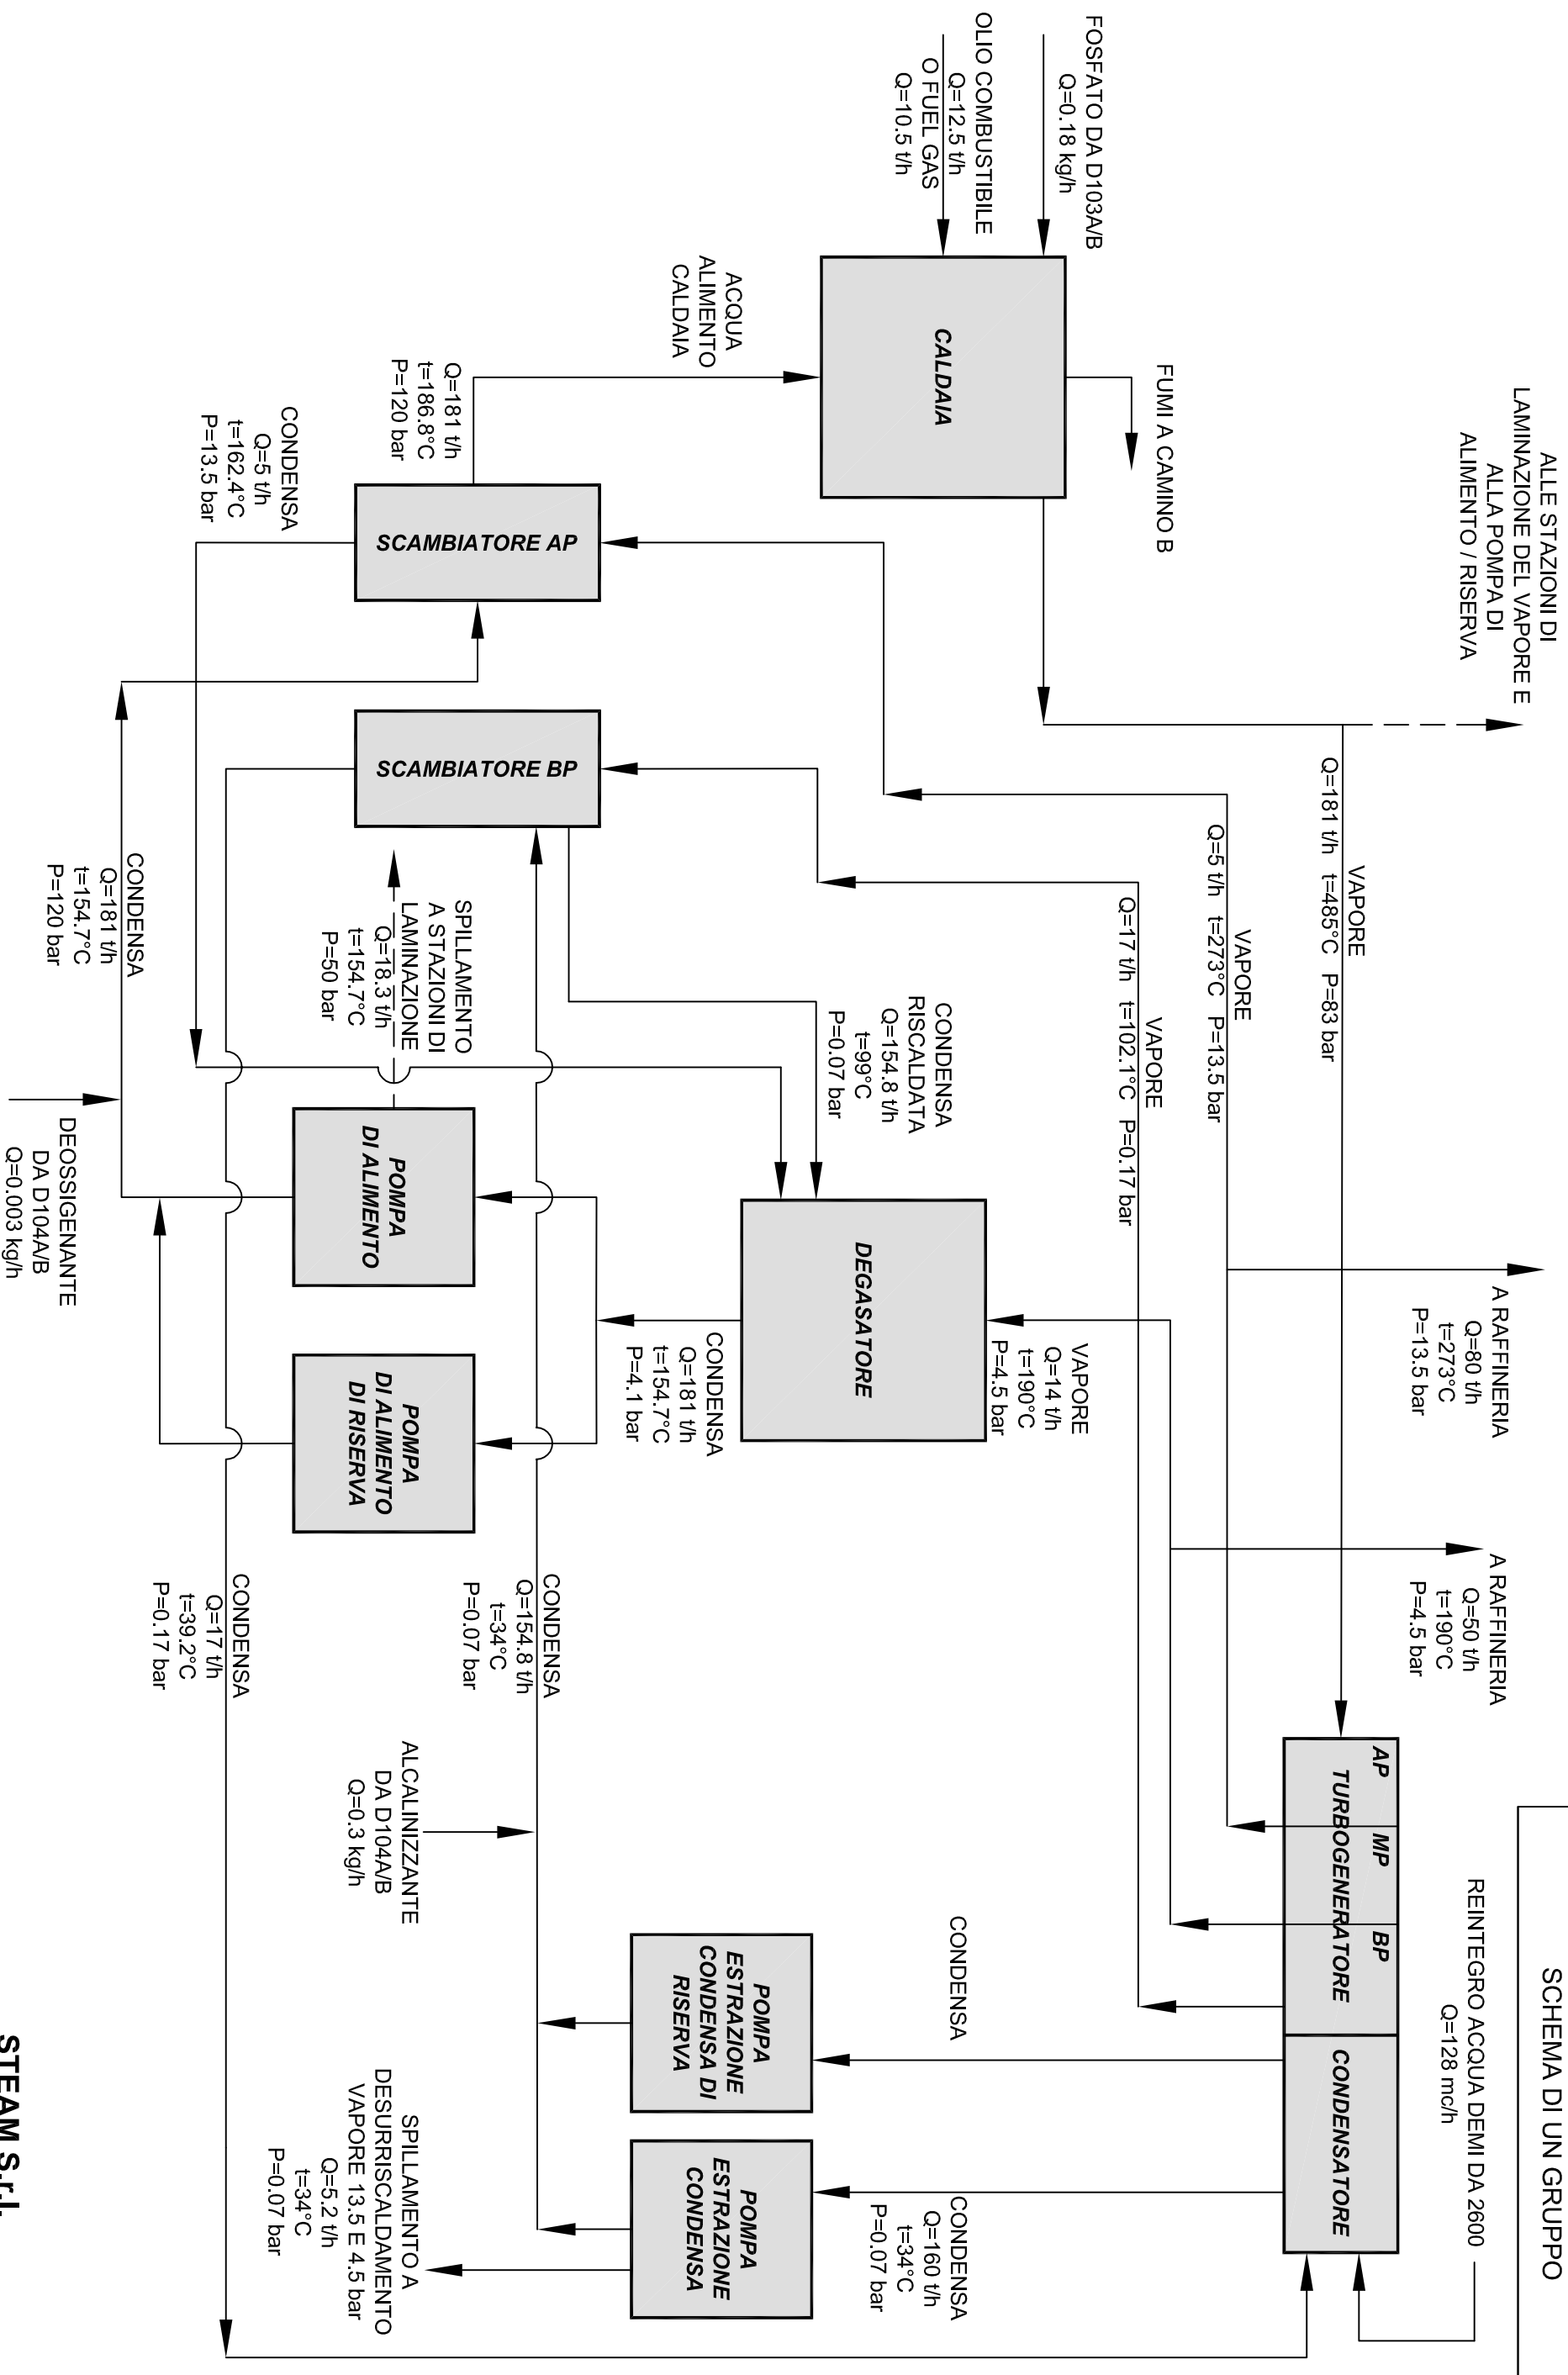 SCHEMA DI UN GRUPPO
ALLE STAZIONI DI
LAMINAZIONE DEL VAPORE E
ALLA POMPA DI
ALIMENTO / RISERVA
A RAFFINERIA
Q=80 t/h
t=273°C
P=13.5 bar
A RAFFINERIA
Q=50 t/h
t=190°C
P=4.5 bar
REINTEGRO ACQUA DEMI DA 2600
Q=128 mc/h
VAPORE
Q=181 t/h t=485°C P=83 bar
AP
MP
BP
TURBOGENERATORE
CONDENSATORE
VAPORE
Q=5 t/h t=273°C P=13.5 bar
FUMI A CAMINO B
VAPORE
Q=17 t/h t=102.1°C P=0.17 bar
FOSFATO DA D103A/B
Q=0.18 kg/h
OLIO COMBUSTIBILE
Q=12.5 t/h
O FUEL GAS
Q=10.5 t/h
CALDAIA
VAPORE
Q=14 t/h
t=190°C
P=4.5 bar
CONDENSA
RISCALDATA
Q=154.8 t/h
t=99°C
P=0.07 bar
DEGASATORE
CONDENSA
CONDENSA
Q=160 t/h
t=34°C
P=0.07 bar
ACQUA
ALIMENTO
CALDAIA
CONDENSA
Q=181 t/h
t=154.7°C
P=4.1 bar
POMPA
ESTRAZIONE
CONDENSA DI
RISERVA
POMPA
ESTRAZIONE
CONDENSA
Q=181 t/h
t=186.8°C
P=120 bar
SCAMBIATORE AP
SCAMBIATORE BP
SPILLAMENTO
A STAZIONI DI
LAMINAZIONE
Q=18.3 t/h
t=154.7°C
P=50 bar
POMPA
DI ALIMENTO
POMPA
DI ALIMENTO
DI RISERVA
CONDENSA
Q=154.8 t/h
t=34°C
P=0.07 bar
ALCALINIZZANTE
DA D104A/B
Q=0.3 kg/h
SPILLAMENTO A
DESURRISCALDAMENTO
VAPORE 13.5 E 4.5 bar
Q=5.2 t/h
t=34°C
P=0.07 bar
CONDENSA
Q=5 t/h
t=162.4°C
P=13.5 bar
CONDENSA
Q=17 t/h
t=39.2°C
P=0.17 bar
CONDENSA
Q=181 t/h
t=154.7°C
P=120 bar
DEOSSIGENANTE
DA D104A/B
Q=0.003 kg/h
STEAM S.r.l.